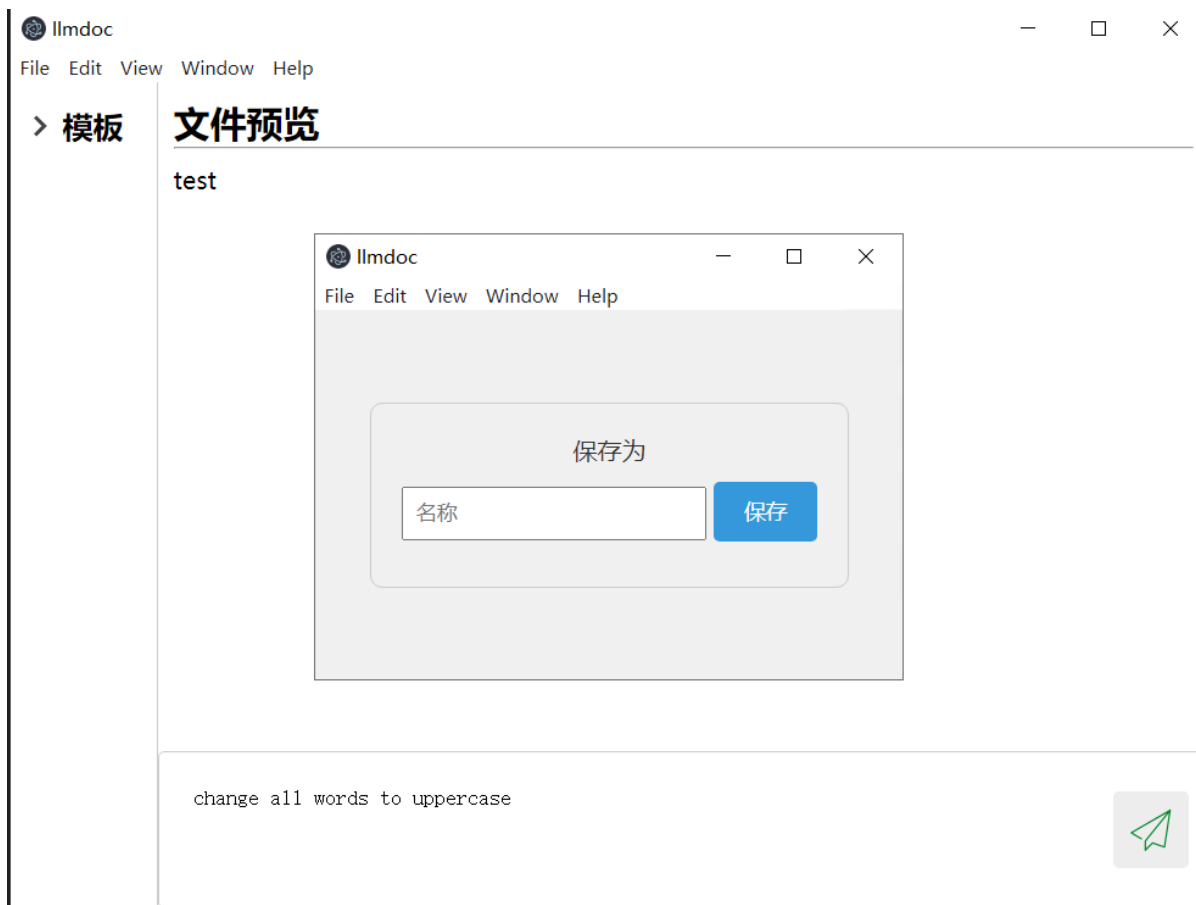 llmdoc
File Edit View Window Help
模板
文件预览
test
llmdoc
File Edit View Window Help
保存为
名称 保存
change all words to uppercase